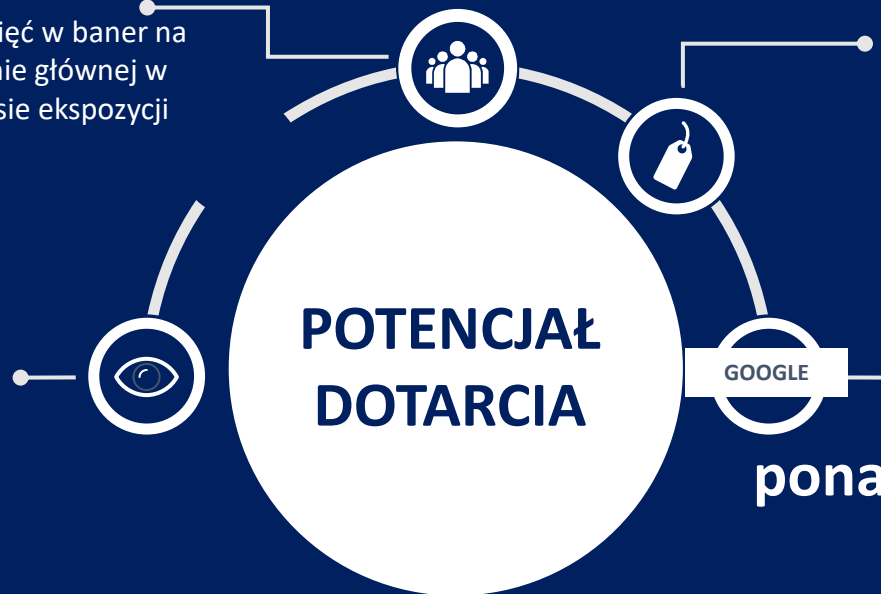 ięć w baner na
nie głównej w
sie ekspozycji
POTENCJAŁ
DOTARCIA
GOOGLE
pona